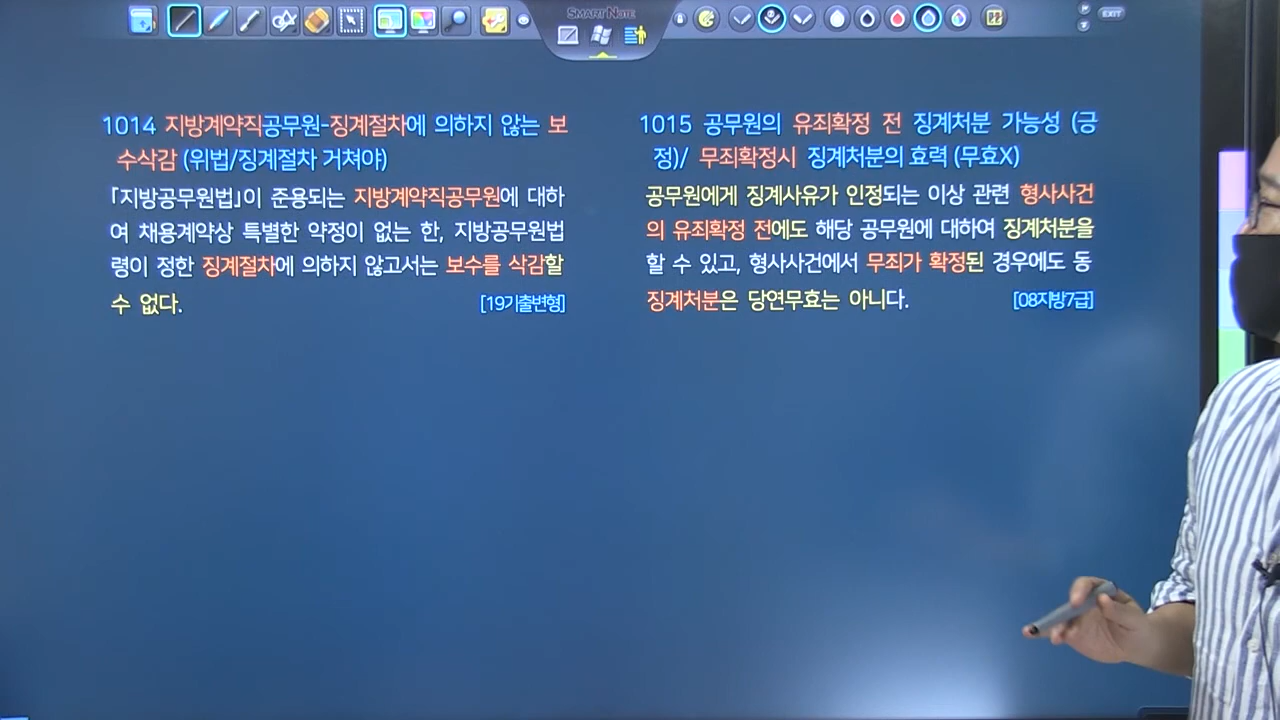 SMART NOTE
EXIT
1014 지방계약직공무원-징계절차에 의하지 않는 보
수삭감 (위법/징계절차 거쳐야)
「지방공무원법」이 준용되는 지방계약직공무원에 대하
여 채용계약상 특별한 약정이 없는 한, 지방공무원법
령이 정한 징계절차에 의하지 않고서는 보수를 삭감할
수 없다. [19기출변형]
1015 공무원의 유죄확정 전 징계처분 가능성 (긍
정)/ 무죄확정시 징계처분의 효력 (무효X)
공무원에게 징계사유가 인정되는 이상 관련 형사사건
의 유죄확정 전에도 해당 공무원에 대하여 징계처분을
할 수 있고, 형사사건에서 무죄가 확정된 경우에도 동
징계처분은 당연무효는 아니다. [08지방7급]